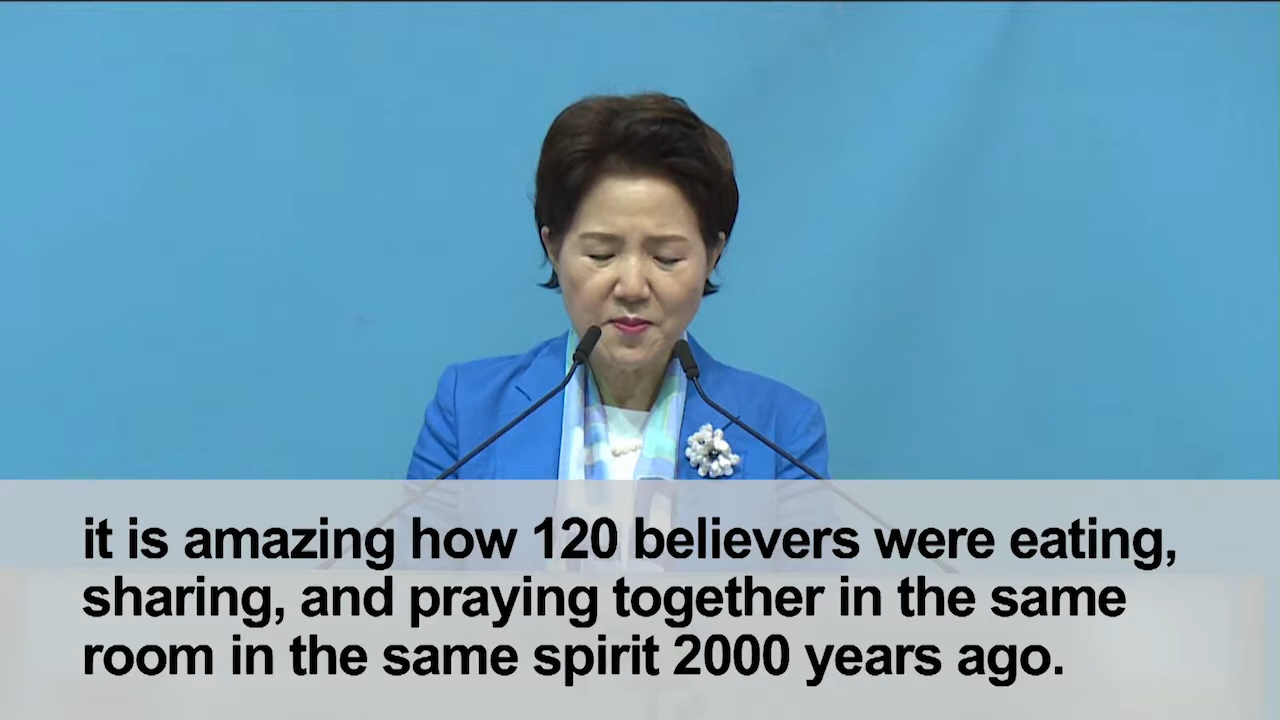 it is amazing how 120 believers were eating,
sharing, and praying together in the same
room in the same spirit 2000 years ago.